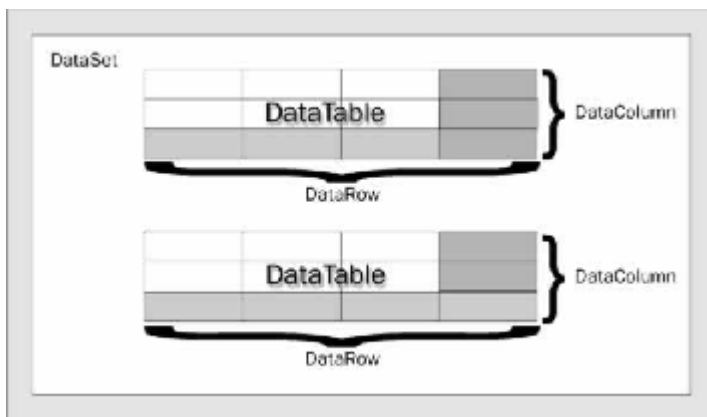 DataSet
DataTable
DataColumn
DataRow
DataTable
DataColumn
DataRow